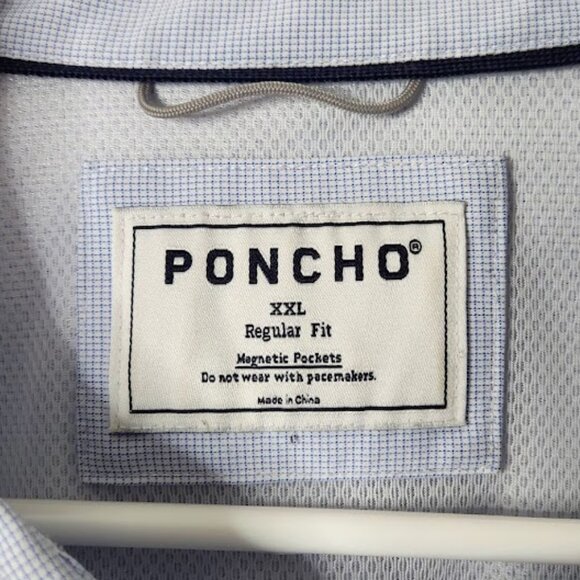 PONCHO®
XXL
Regular Fit
Magnetic Pockets
Do not wear with pacemakers.
Made in China